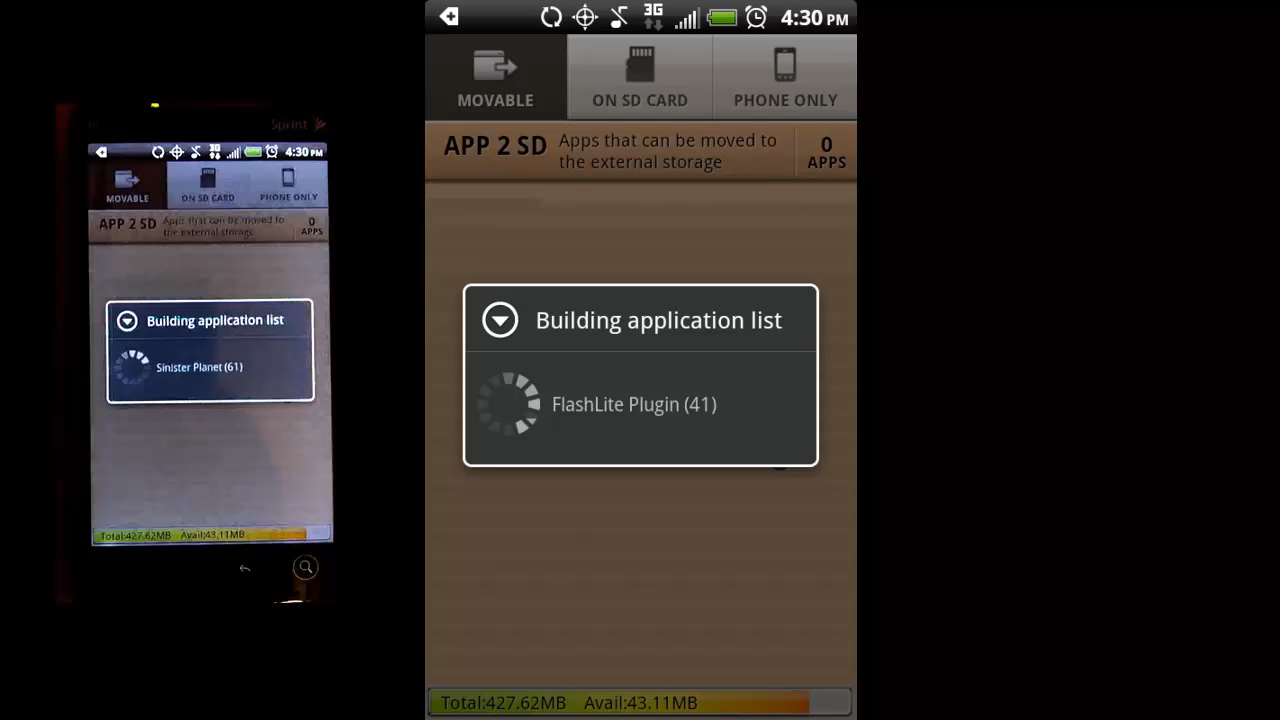 Sprint
3G
4:30 PM
MOVABLE
ON SD CARD
PHONE ONLY
APP 2 SD
Apps that can be moved to
the external storage
0
APPS
Building application list
Sinister Planet (61)
Total:427.62MB Avail:43.11MB
3G
4:30 PM
MOVABLE
ON SD CARD
PHONE ONLY
APP 2 SD
Apps that can be moved to
the external storage
0
APPS
Building application list
FlashLite Plugin (41)
Total:427.62MB Avail:43.11MB